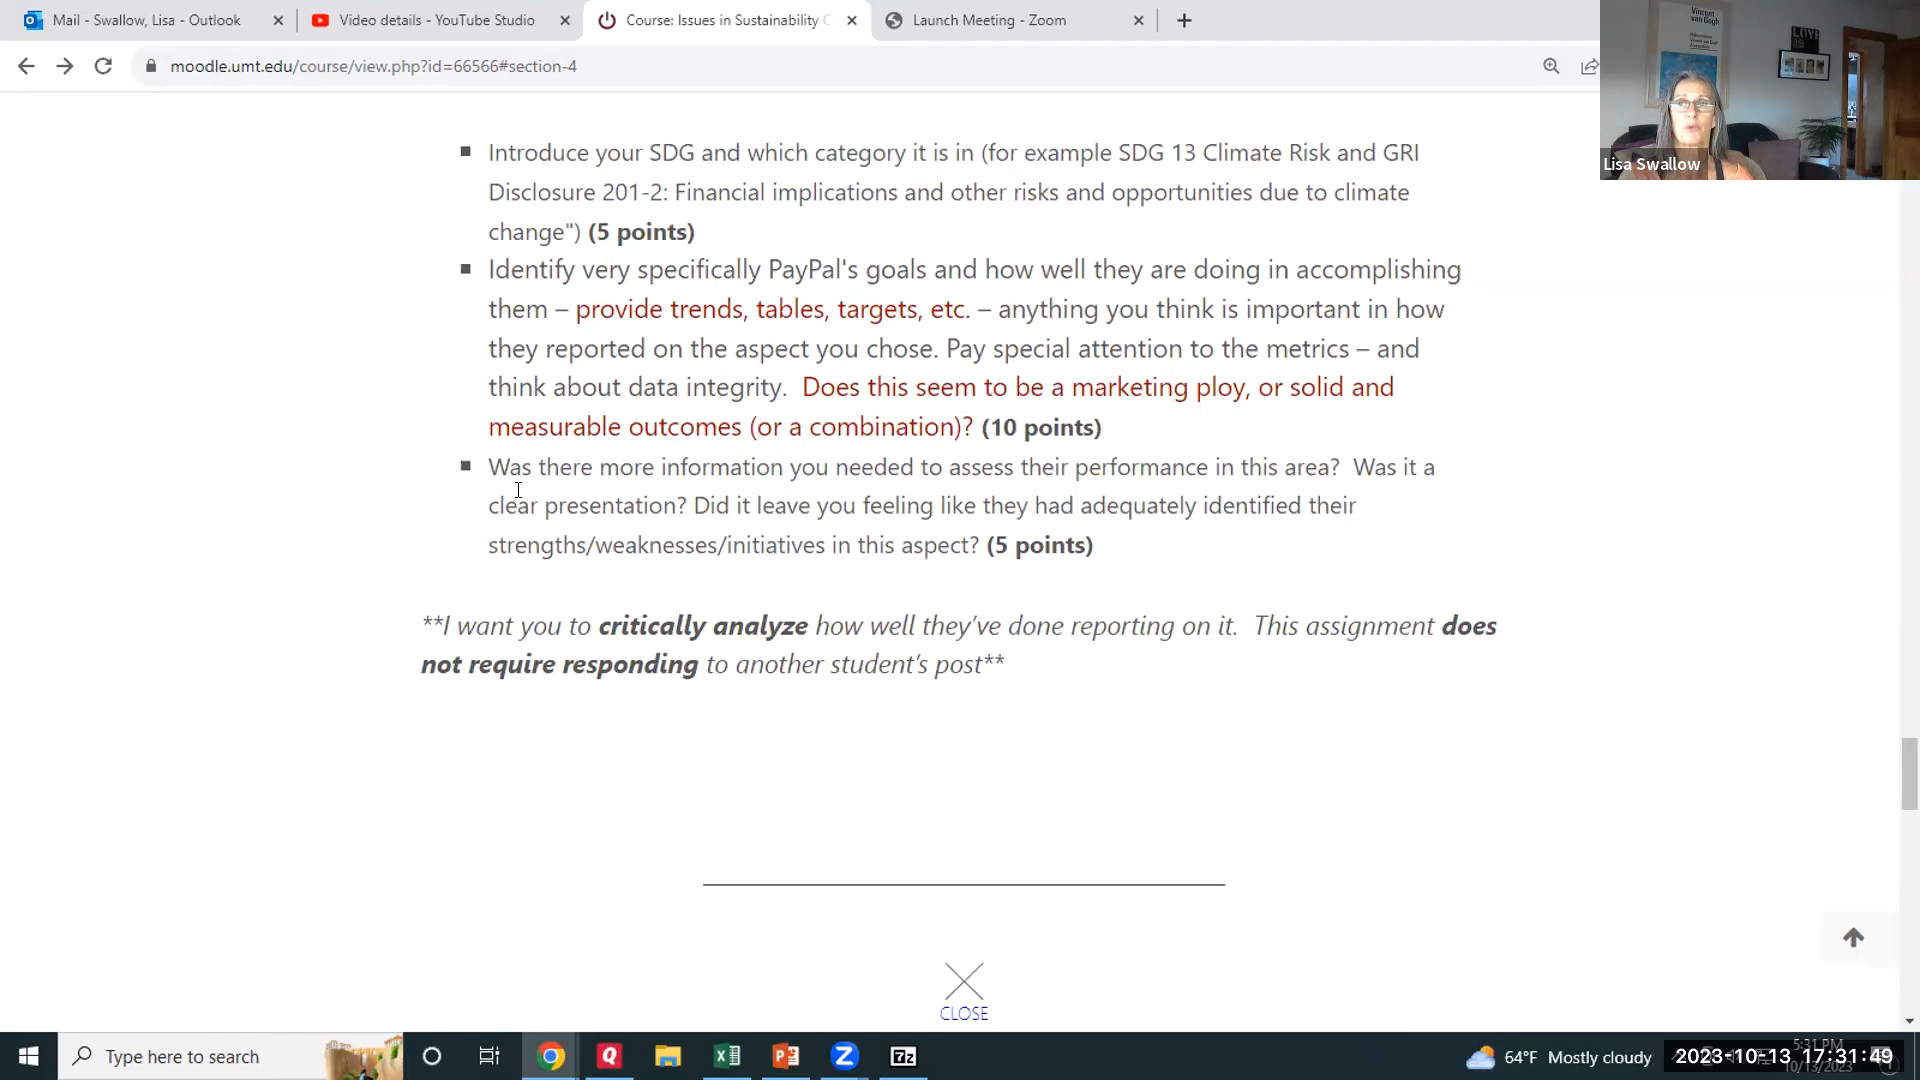 Mail - Swallow, Lisa - Outlook
Video details - YouTube Studio
Course: Issues in Sustainability C
Launch Meeting - Zoom
moodle.umt.edu/course/view.php?id=66566#section-4
Vincent
van Gogh
LOVE
Lisa Swallow
Introduce your SDG and which category it is in (for example SDG 13 Climate Risk and GRI
Disclosure 201-2: Financial implications and other risks and opportunities due to climate
change") (5 points)
Identify very specifically PayPal's goals and how well they are doing in accomplishing
them – provide trends, tables, targets, etc. – anything you think is important in how
they reported on the aspect you chose. Pay special attention to the metrics – and
think about data integrity. Does this seem to be a marketing ploy, or solid and
measurable outcomes (or a combination)? (10 points)
Was there more information you needed to assess their performance in this area? Was it a
clear presentation? Did it leave you feeling like they had adequately identified their
strengths/weaknesses/initiatives in this aspect? (5 points)
**I want you to critically analyze how well they've done reporting on it. This assignment does
not require responding to another student's post**
CLOSE
Type here to search
64°F Mostly cloudy
5:31 PM
10/13/2023
2023-10-13 17:31:49